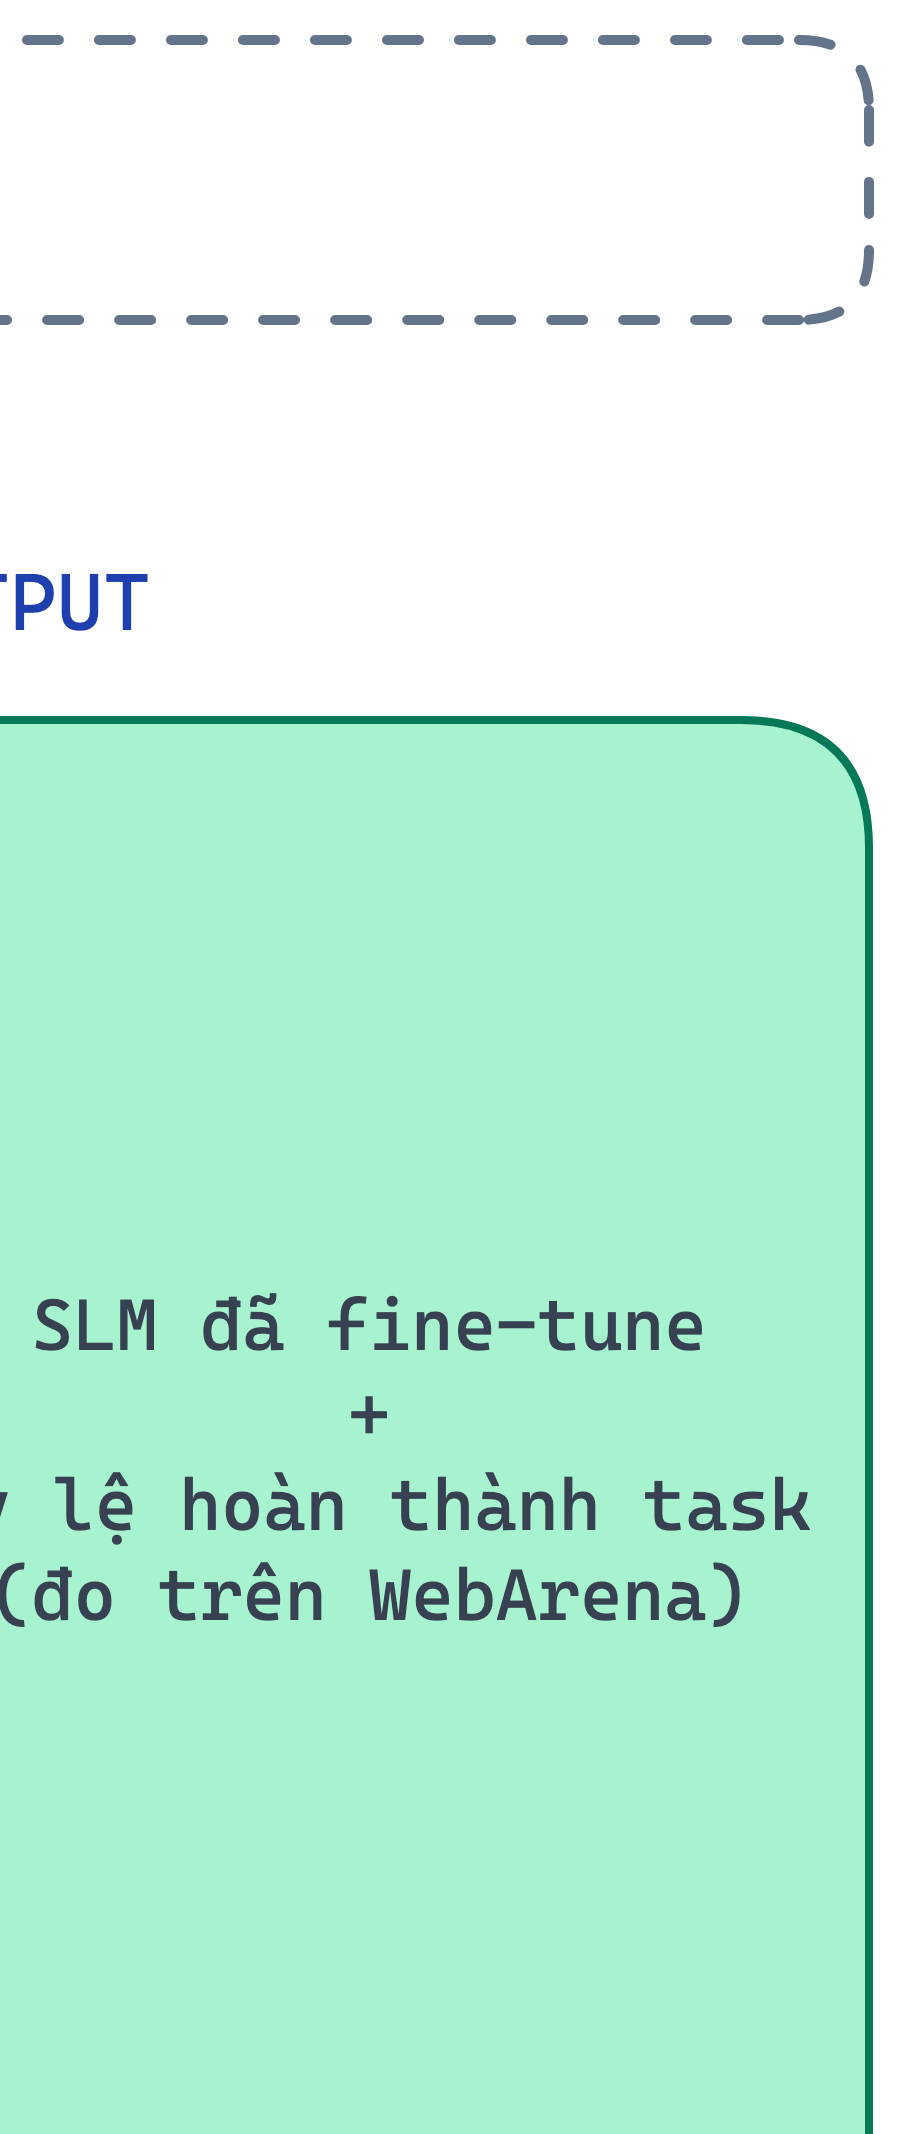 TPUT
SLM đã fine-tune
+
lệ hoàn thành task
(đo trên WebArena)